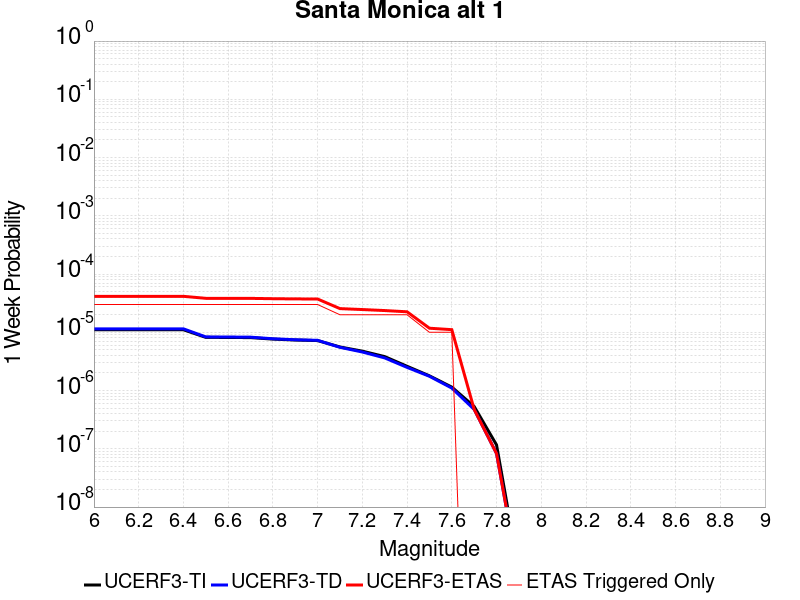 Santa Monica alt 1
10^0
10^-1
10^-2
10^-3
10^-4
10^-5
10^-6
10^-7
10^-8
1 Week Probability
6 6.2 6.4 6.6 6.8 7 7.2 7.4 7.6 7.8 8 8.2 8.4 8.6 8.8 9
Magnitude
UCERF3-TI UCERF3-TD UCERF3-ETAS ETAS Triggered Only